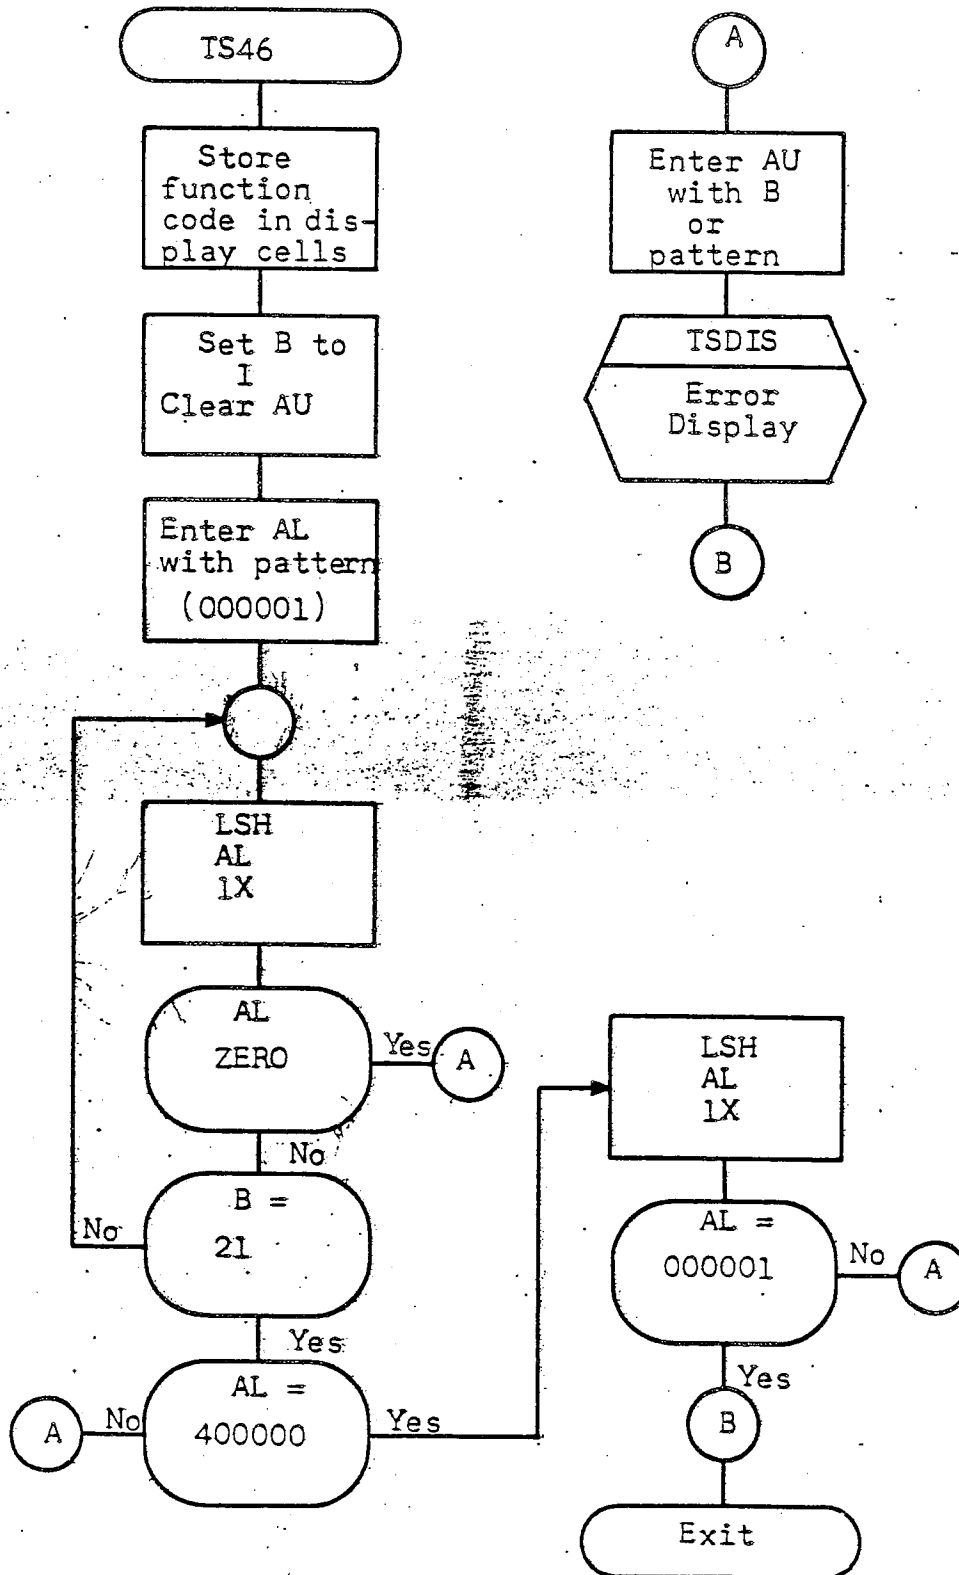 TS46
Store
function
code in dis-
play cells
Set B to
I
Clear AU
Enter AL
with pattern
(000001)
LSH
AL
1X
AL
ZERO
Yes
A
No
B =
21
No
Yes
AL =
400000
No
A
Yes
A
Enter AU
with B
or
pattern
TSDIS
Error
Display
B
LSH
AL
1X
AL =
000001
No
A
Yes
B
Exit